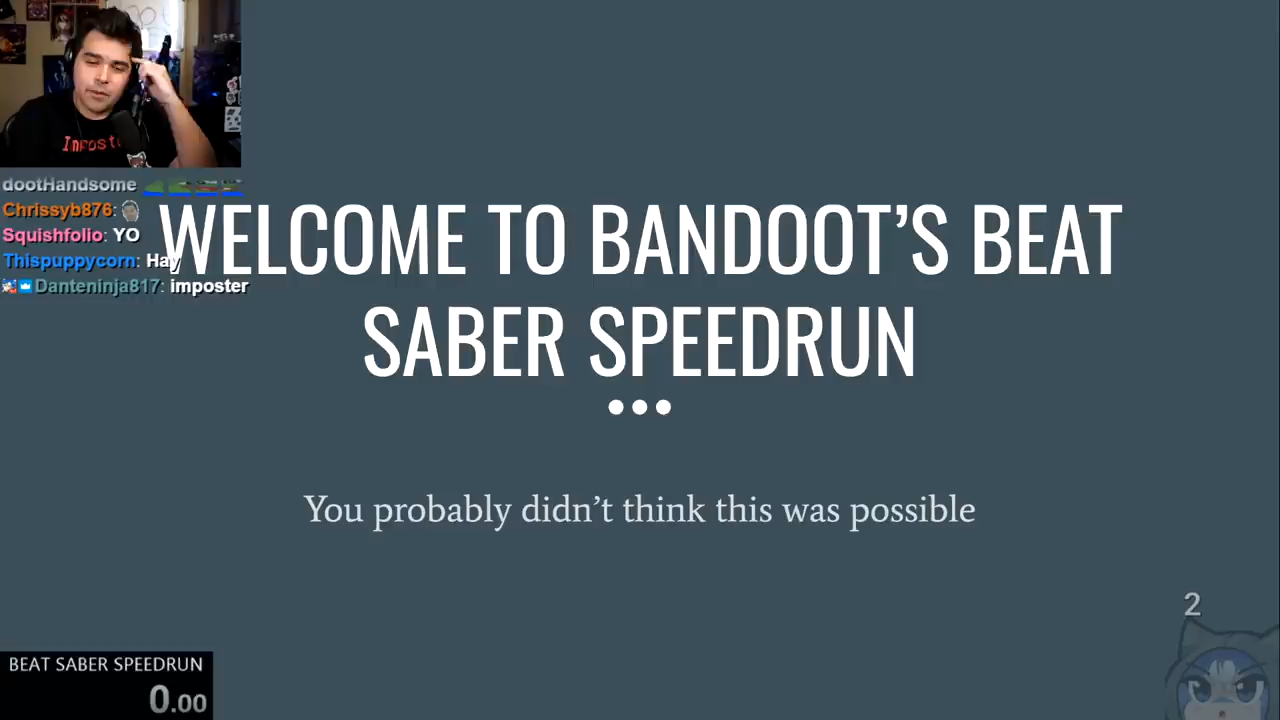 Impost
dootHandsome
Chrissyb876:
Squishfolio: YO
Thispuppycorn: Hay
Danteninja817: imposter
WELCOME TO BANDOOT’S BEAT
SABER SPEEDRUN
You probably didn’t think this was possible
2
BEAT SABER SPEEDRUN
0.00